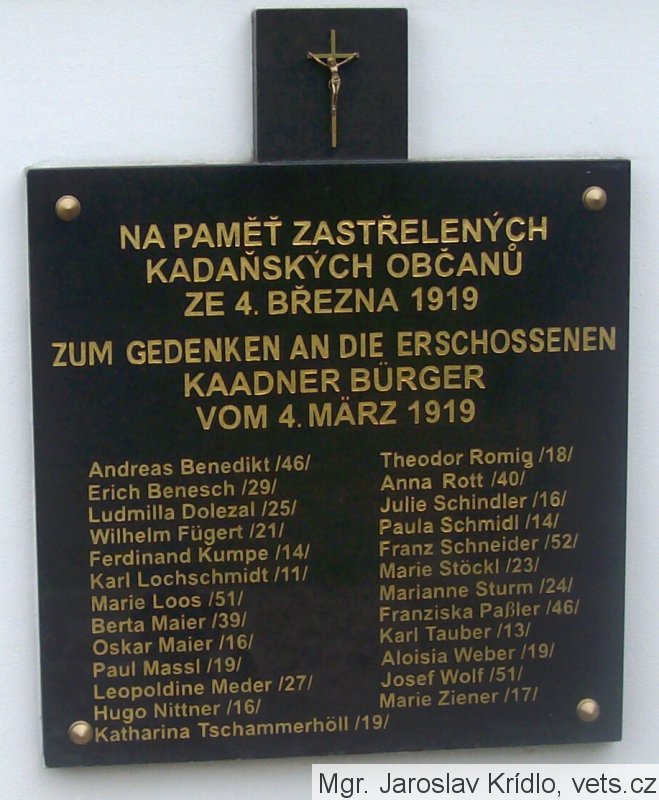 NA PAMĚŤ ZASTŘELENÝCH
KADAŇSKÝCH OBČANŮ
ZE 4. BŘEZNA 1919
ZUM GEDENKEN AN DIE ERSCHOSSENEN
KAADNER BÜRGER
VOM 4. MÄRZ 1919
Andreas Benedikt /46/
Erich Benesch /29/
Ludmilla Dolezal /25/
Wilhelm Fügert /21/
Ferdinand Kumpe /14/
Karl Lochschmidt /11/
Marie Loos /51/
Berta Maier /39/
Oskar Maier /16/
Paul Massl /19/
Leopoldine Meder /27/
Hugo Nittner /16/
Katharina Tschammerhöll /19/
Theodor Romig /18/
Anna Rott /40/
Julie Schindler /16/
Paula Schmidl /14/
Franz Schneider /52/
Marie Stöckl /23/
Marianne Sturm /24/
Franziska Paßler /46/
Karl Tauber /13/
Aloisia Weber /19/
Josef Wolf /51/
Marie Ziener /17/
Mgr. Jaroslav Krídlo, vets.cz